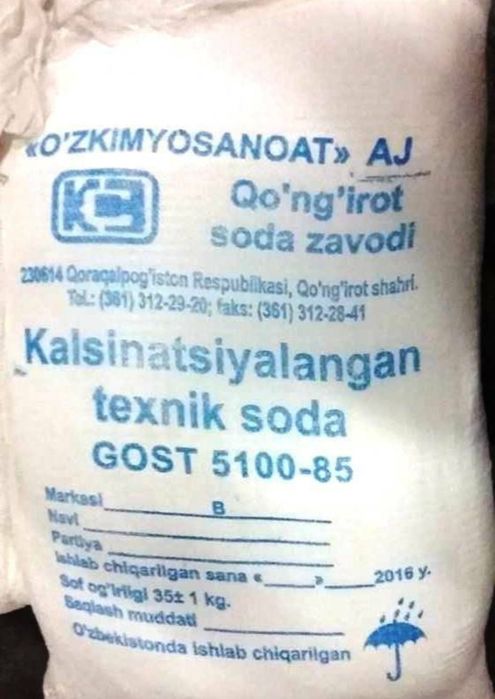 «O'ZKIMYOSANOAT» AJ
Qo'ng'irot
soda zavodi
230614 Qoraqalpog'iston Respublikasi, Qo'ng'irot shahri.
Tel.: (361) 312-29-20; faks: (361) 312-28-41
Kalsinatsiyalangan
texnik soda
GOST 5100-85
Markasi B
Navi
Partiya
Ishlab chiqarilgan sana « » 2016 y.
Sof og'irligi 35± 1 kg.
Saqlash muddati
O'zbekistonda ishlab chiqarilgan